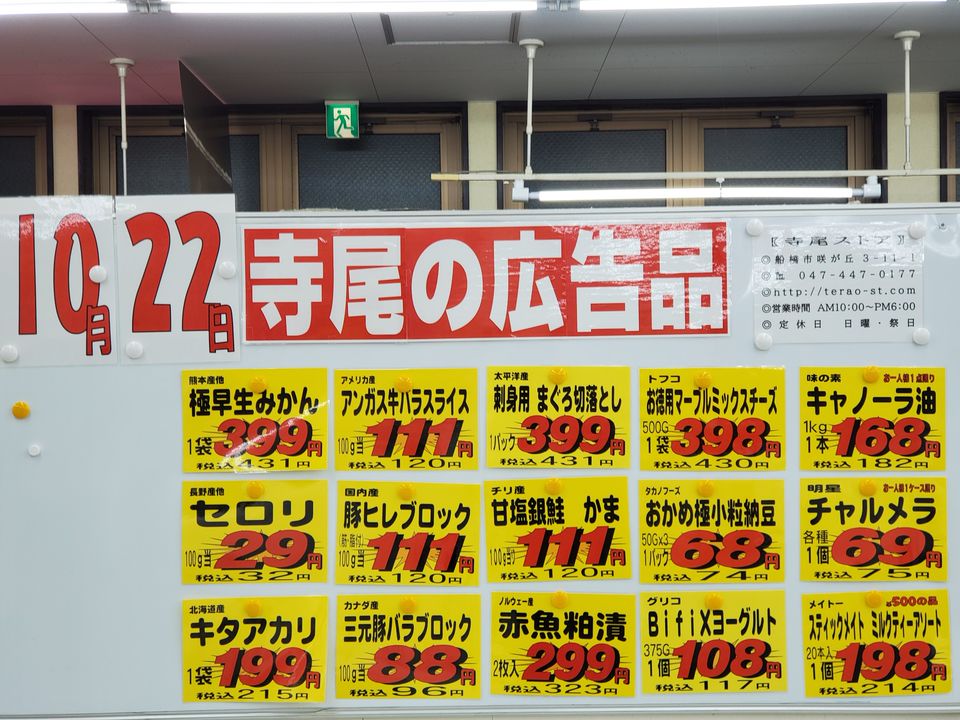 10月
22日
寺尾の広告品
〖寺尾ストア〗
◎船橋市咲が丘3-11-1
◎℡ 047-447-0177
◎http://terao-st.com
◎営業時間 AM10:00~PM6:00
◎定休日 日曜・祭日
熊本産他
極早生みかん
1袋 399円
税込431円
アメリカ産
アンガス牛バラスライス
100g当 111円
税込120円
太平洋産
刺身用 まぐろ切落とし
1パック 399円
税込431円
トフコ
お徳用マーブルミックスチーズ
500G 1袋 398円
税込430円
味の素 お一人様1点限り
キャノーラ油
1kg 1本 168円
税込182円
長野産他
セロリ
100g当 29円
税込32円
国内産
豚ヒレブロック
(筋・脂付) 100g当 111円
税込120円
チリ産
甘塩銀鮭 かま
100g当り 111円
税込120円
タカノフーズ
おかめ極小粒納豆
50G×3 1パック 68円
税込74円
明星 お一人様1ケース限り
チャルメラ
各種 1個 69円
税込75円
北海道産
キタアカリ
1袋 199円
税込215円
カナダ産
三元豚バラブロック
100g当 88円
税込96円
ノルウェー産
赤魚粕漬
2枚入 299円
税込323円
グリコ
BifiXヨーグルト
375G 1個 108円
税込117円
メイトー 500の品
スティックメイト ミルクティーアソート
20本入 1個 198円
税込214円